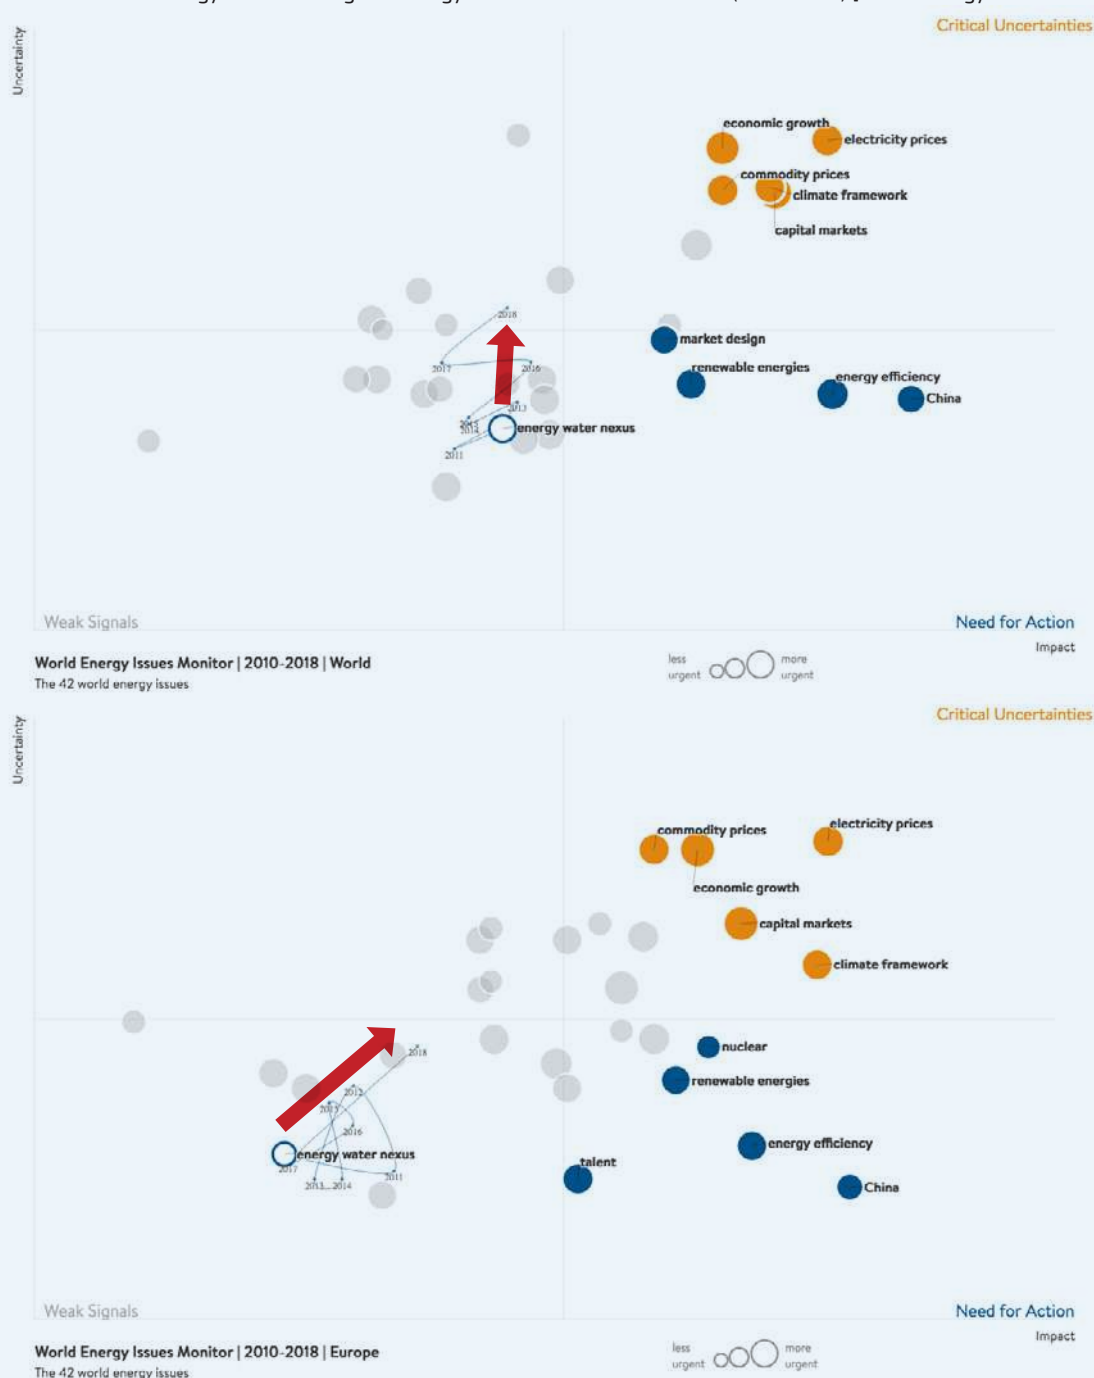 Critical Uncertainties
Uncertainty
economic growth
electricity prices
commodity prices
climate framework
capital markets
2018
market design
2017
2016
renewable energies
energy efficiency
China
2013
2014
energy water nexus
2011
Weak Signals
Need for Action
Impact
World Energy Issues Monitor | 2010-2018 | World
The 42 world energy issues
less urgent
more urgent
Critical Uncertainties
Uncertainty
commodity prices
electricity prices
economic growth
capital markets
climate framework
nuclear
2018
renewable energies
2012
2015
2016
energy efficiency
energy water nexus
2017
talent
2011
2013...2014
China
Weak Signals
Need for Action
Impact
World Energy Issues Monitor | 2010-2018 | Europe
The 42 world energy issues
less urgent
more urgent